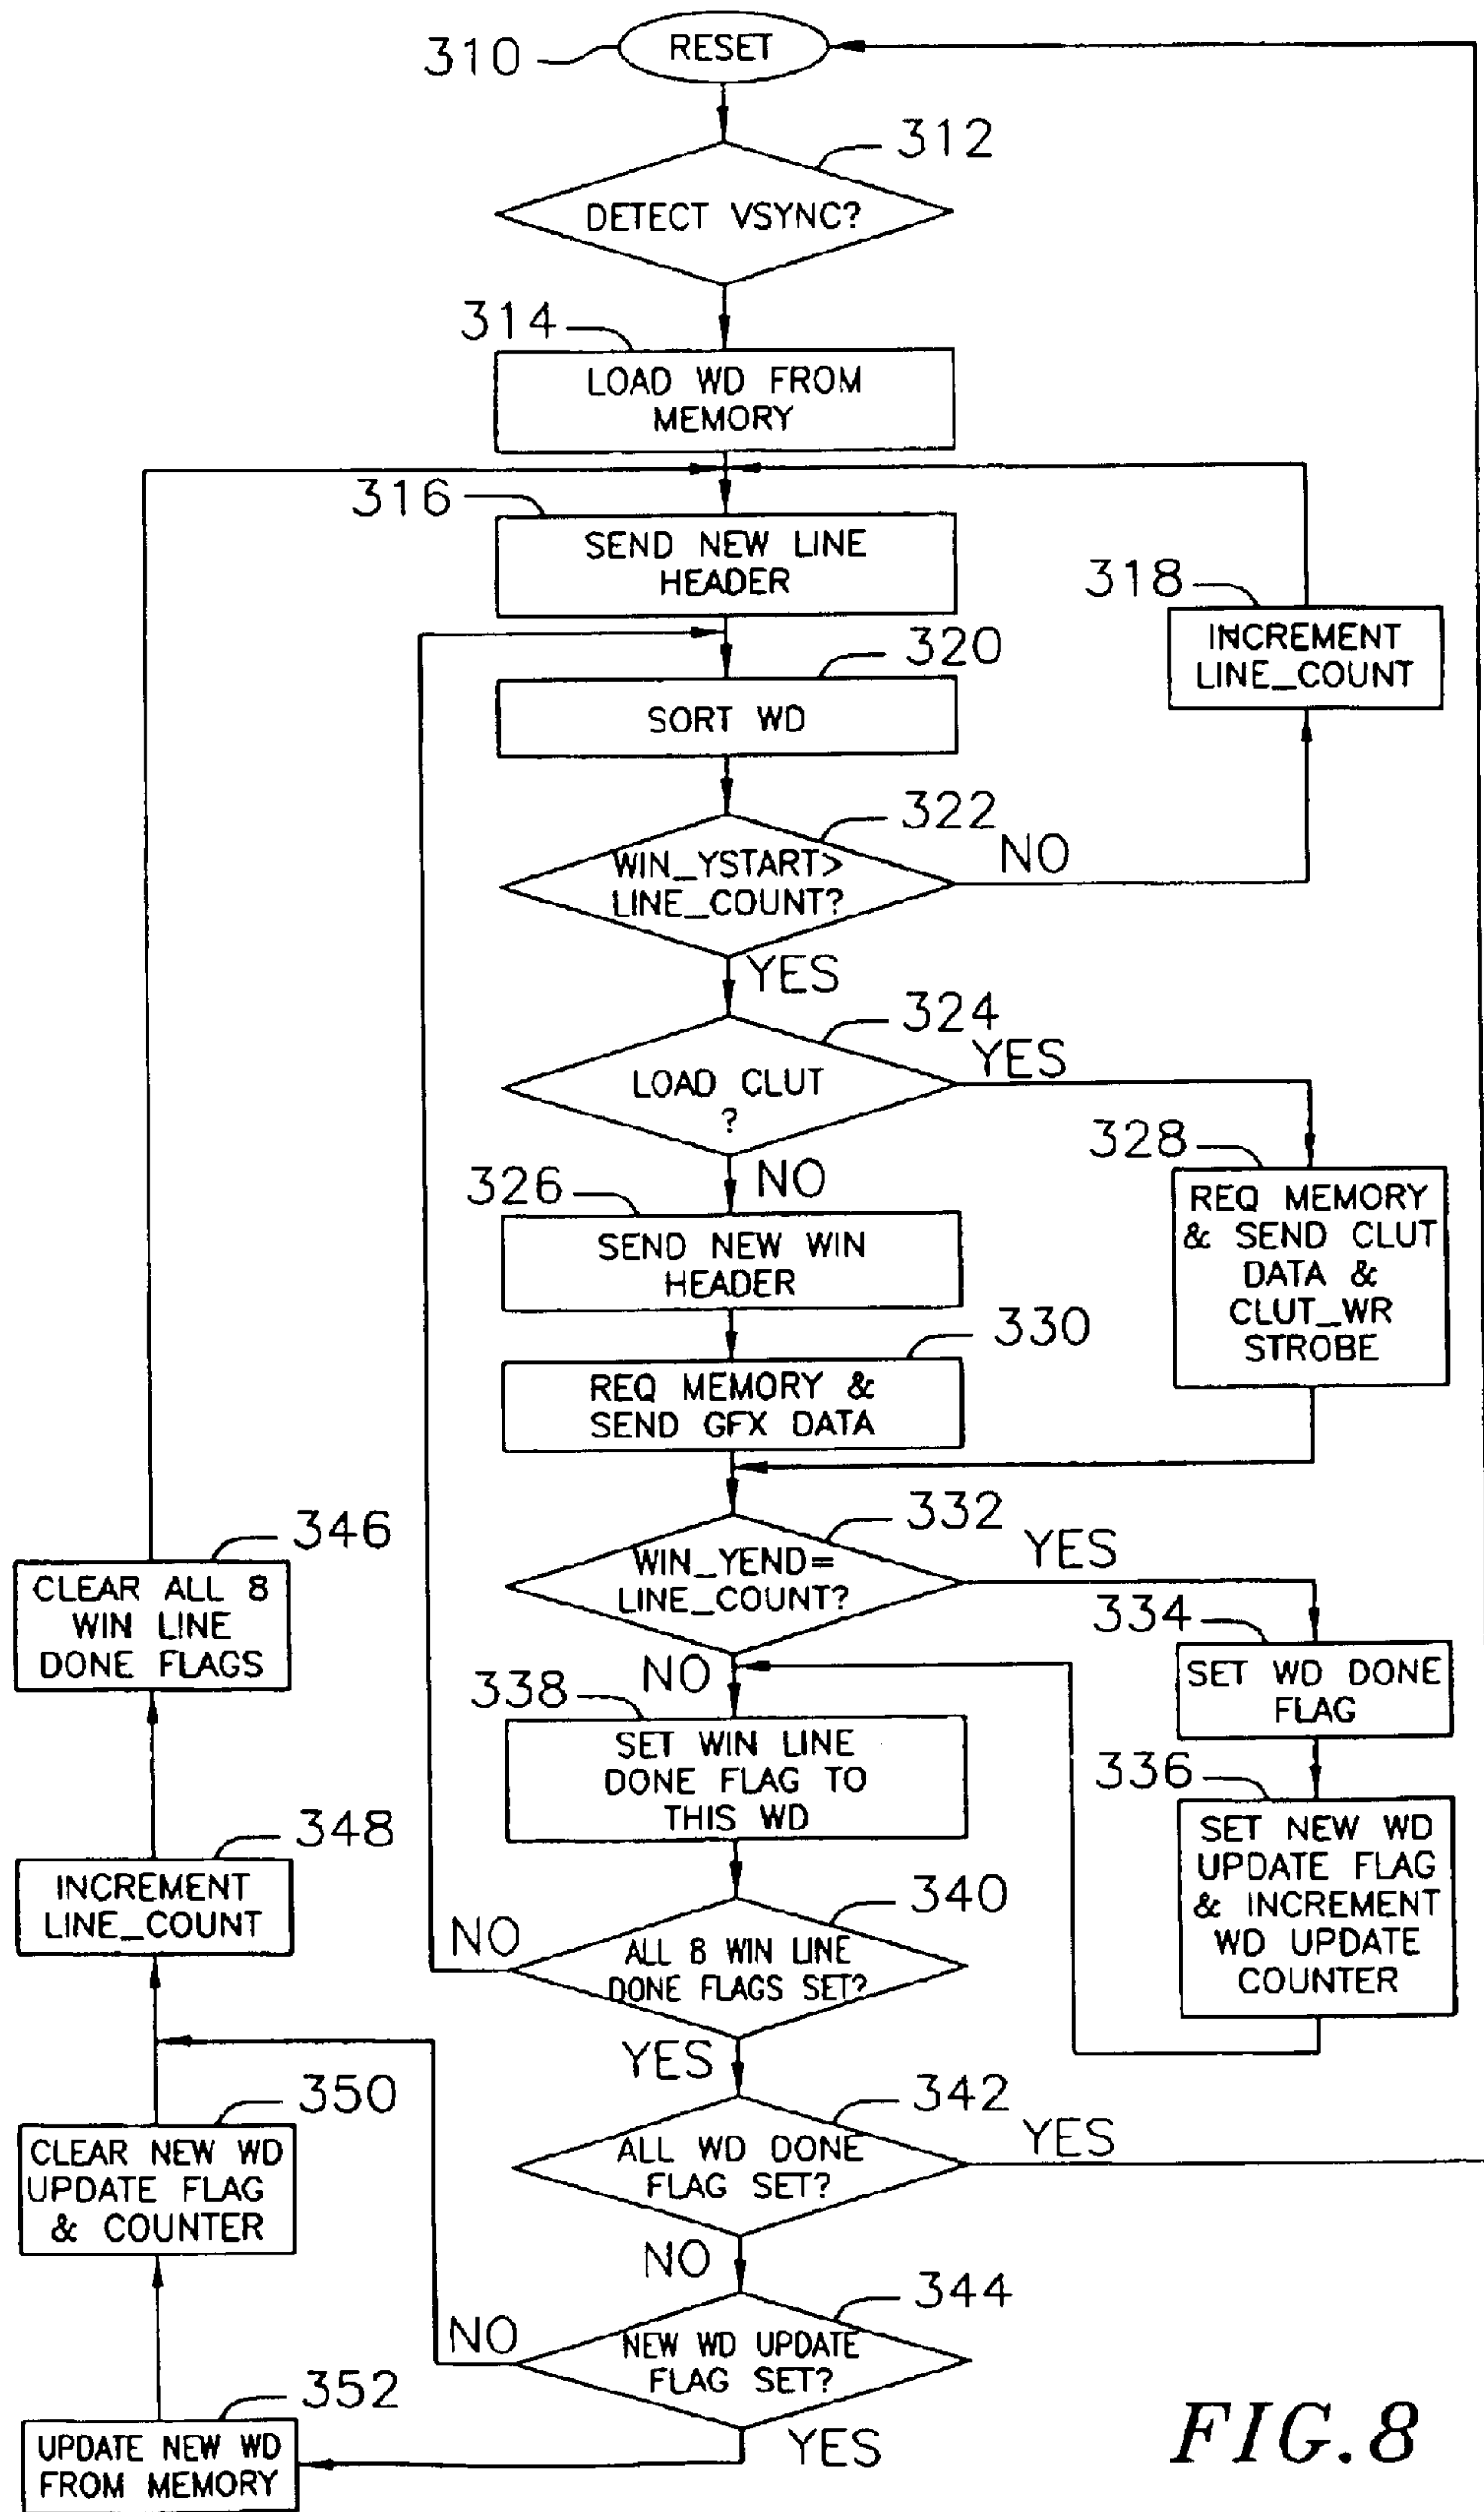 310
RESET
312
DETECT VSYNC?
314
LOAD WD FROM
MEMORY
316
SEND NEW LINE
HEADER
318
INCREMENT
LINE_COUNT
320
SORT WD
322
WIN_YSTART>
LINE_COUNT?
NO
YES
324
LOAD CLUT
?
YES
NO
326
SEND NEW WIN
HEADER
328
REQ MEMORY
& SEND CLUT
DATA &
CLUT_WR
STROBE
330
REQ MEMORY &
SEND GFX DATA
332
WIN_YEND=
LINE_COUNT?
YES
NO
334
SET WD DONE
FLAG
336
SET NEW WD
UPDATE FLAG
& INCREMENT
WD UPDATE
COUNTER
338
SET WIN LINE
DONE FLAG TO
THIS WD
340
ALL 8 WIN LINE
DONE FLAGS SET?
NO
YES
342
ALL WD DONE
FLAG SET?
YES
NO
344
NEW WD UPDATE
FLAG SET?
NO
YES
346
CLEAR ALL 8
WIN LINE
DONE FLAGS
348
INCREMENT
LINE_COUNT
350
CLEAR NEW WD
UPDATE FLAG
& COUNTER
352
UPDATE NEW WD
FROM MEMORY
FIG.8